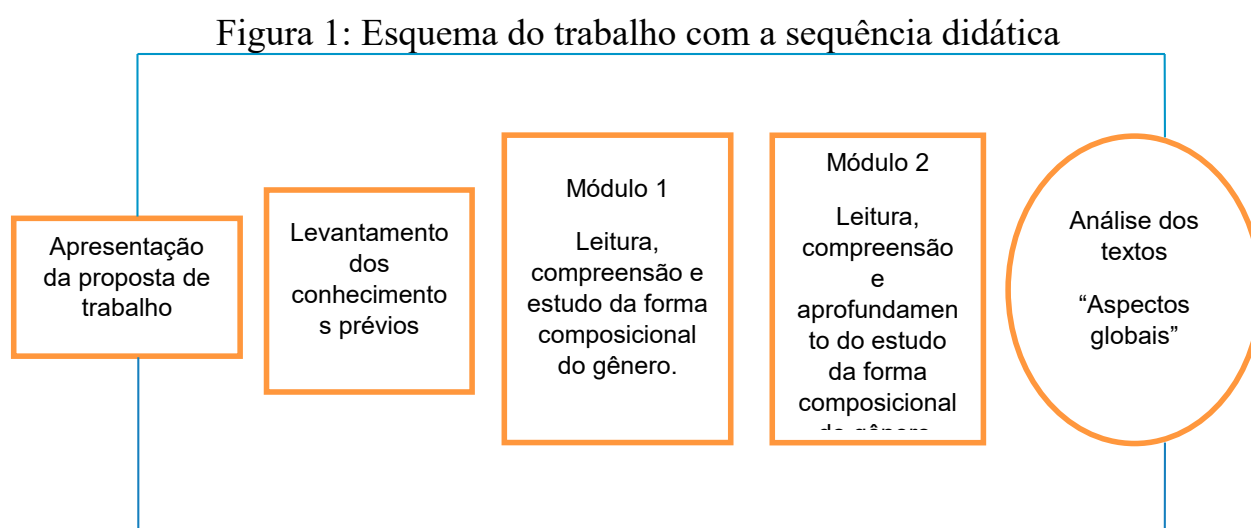 Figura 1: Esquema do trabalho com a sequência didática
Apresentação
da proposta de
trabalho
Levantamento
dos
conhecimento
s prévios
Módulo 1
Leitura,
compreensão e
estudo da forma
composicional
do gênero.
Módulo 2
Leitura,
compreensão
e
aprofundamen
to do estudo
da forma
composicional
Análise dos
textos
“Aspectos
globais”